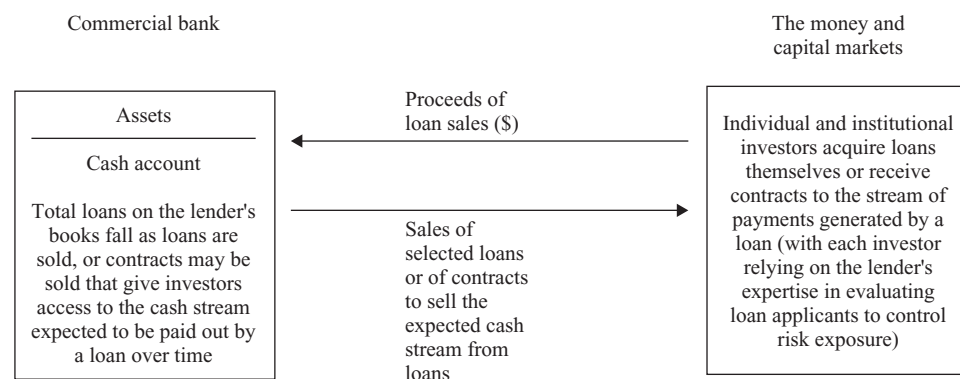 Commercial bank
The money and
capital markets
Assets
Cash account
Total loans on the lender's
books fall as loans are
sold, or contracts may be
sold that give investors
access to the cash stream
expected to be paid out by
a loan over time
Proceeds of
loan sales ($)
Sales of
selected loans
or of contracts
to sell the
expected cash
stream from
loans
Individual and institutional
investors acquire loans
themselves or receive
contracts to the stream of
payments generated by a
loan (with each investor
relying on the lender's
expertise in evaluating
loan applicants to control
risk exposure)